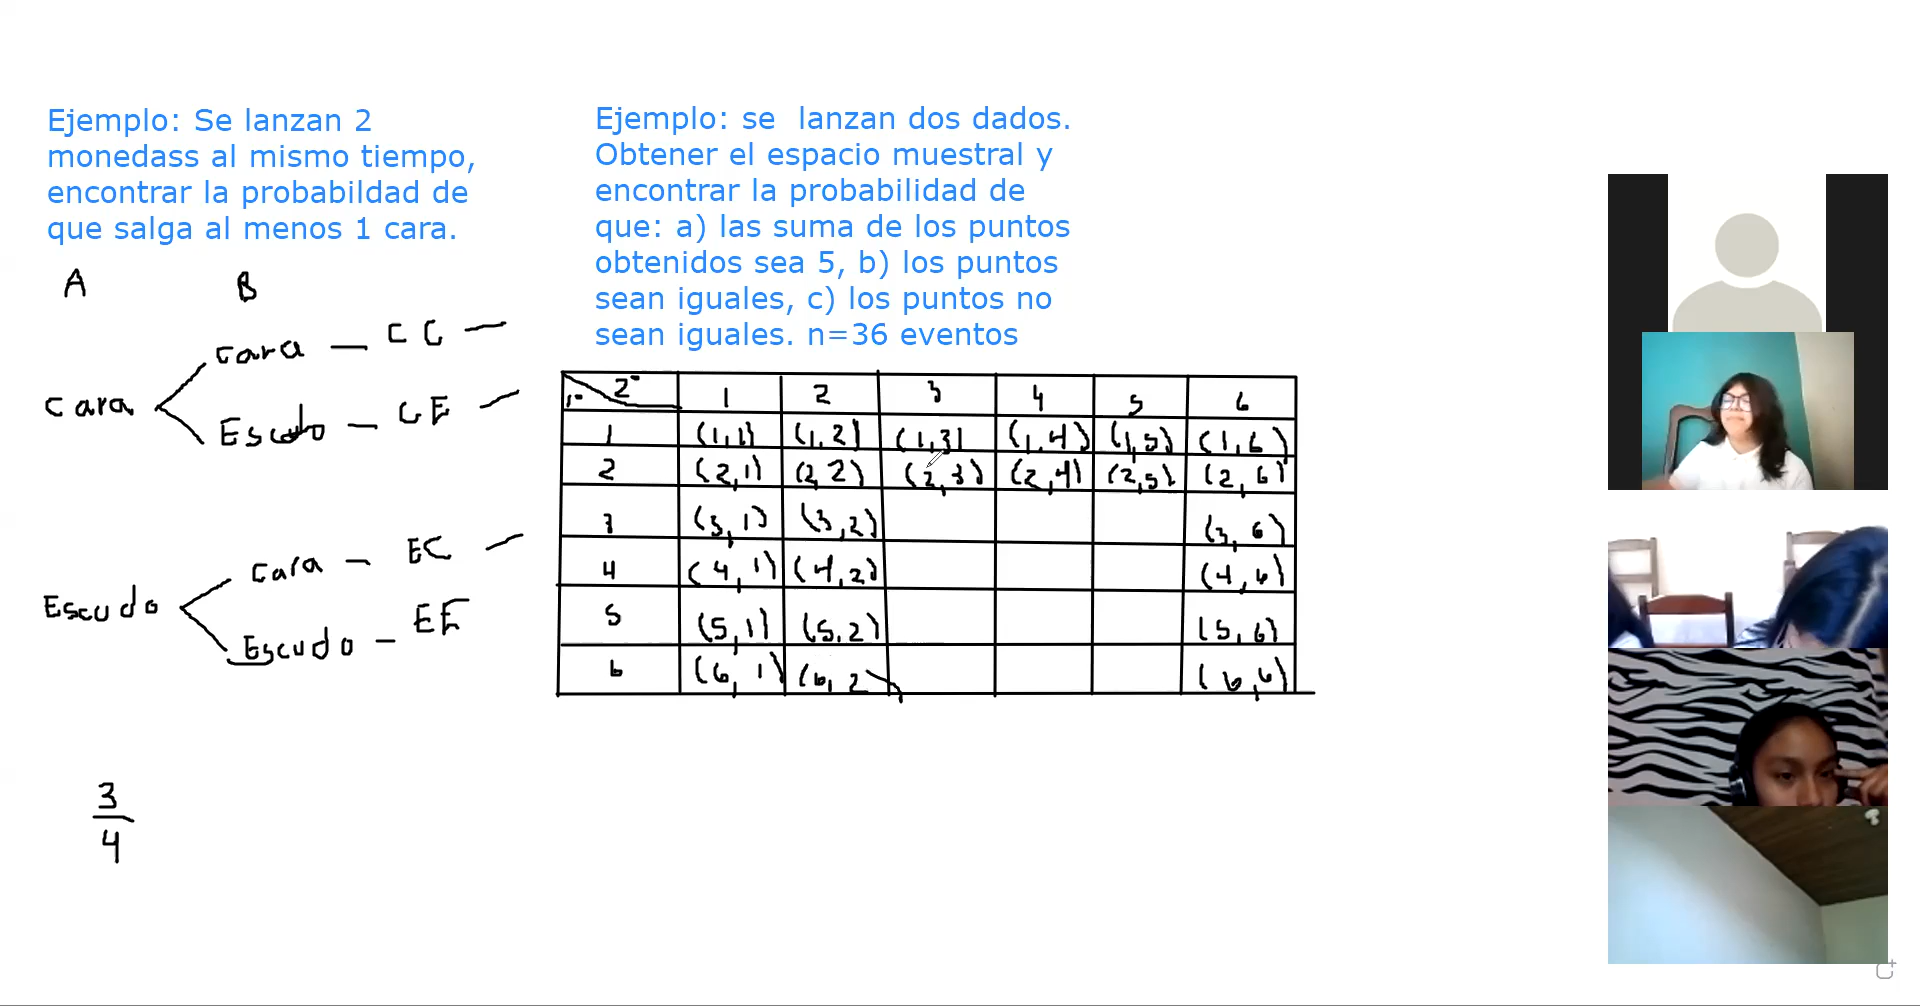 Ejemplo: Se lanzan 2
monedass al mismo tiempo,
encontrar la probabildad de
que salga al menos 1 cara.
A B
cara
cara — CC —
Escudo — CE —
Escudo
cara — EC —
Escudo — EE
3
4
Ejemplo: se lanzan dos dados.
Obtener el espacio muestral y
encontrar la probabilidad de
que: a) las suma de los puntos
obtenidos sea 5, b) los puntos
sean iguales, c) los puntos no
sean iguales. n=36 eventos
1º 2º 1 2 3 4 5 6
1 (1,1) (1,2) (1,3) (1,4) (1,5) (1,6)
2 (2,1) (2,2) (2,3) (2,4) (2,5) (2,6)
3 (3,1) (3,2) (3,6)
4 (4,1) (4,2) (4,6)
5 (5,1) (5,2) (5,6)
6 (6,1) (6,2) (6,6)